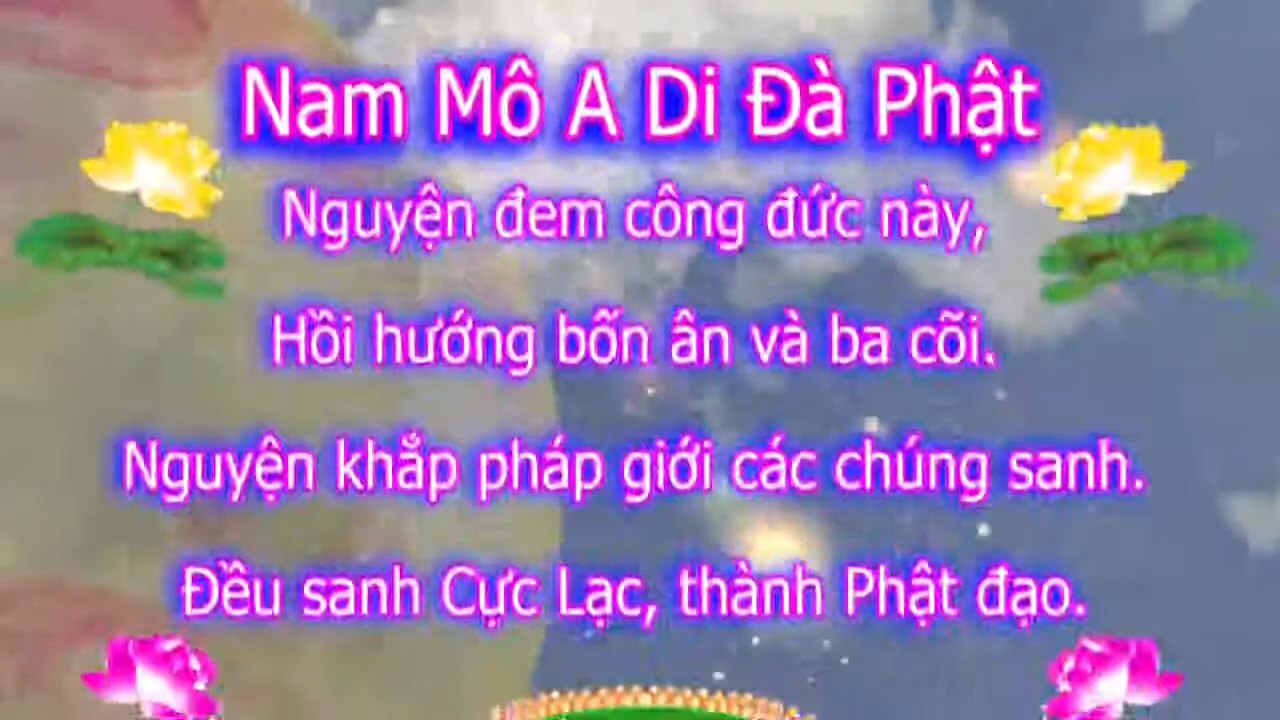 Nam Mô A Di Đà Phật
Nguyện đem công đức này,
Hồi hướng bốn ân và ba cõi.
Nguyện khắp pháp giới các chúng sanh.
Đều sanh Cực Lạc, thành Phật đạo.